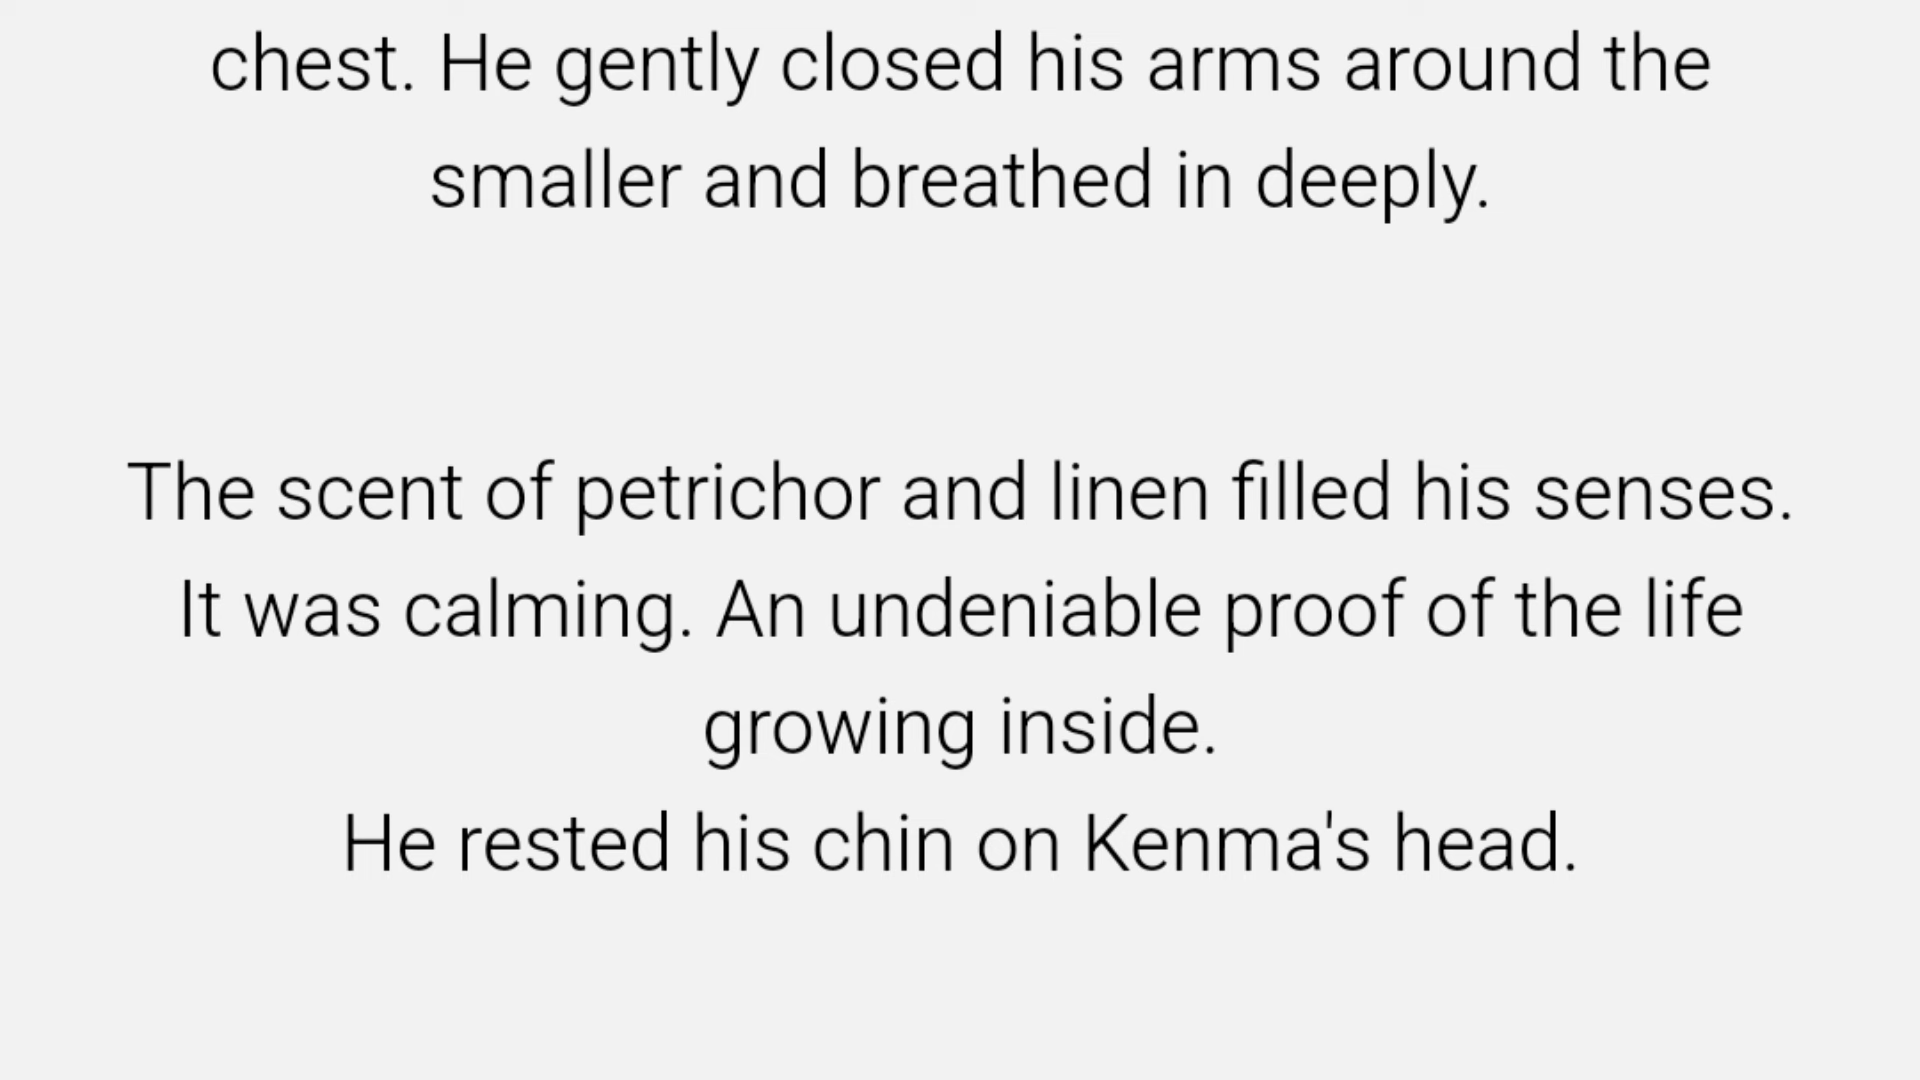 chest. He gently closed his arms around the
smaller and breathed in deeply.
The scent of petrichor and linen filled his senses.
It was calming. An undeniable proof of the life
growing inside.
He rested his chin on Kenma's head.